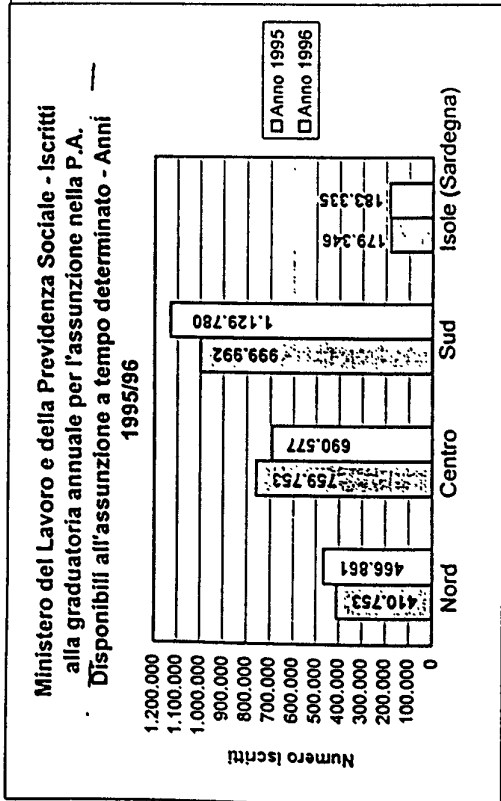 Ministero del Lavoro e della Previdenza Sociale - Iscritti
alla graduatoria annuale per l'assunzione nella P.A.
Disponibili all'assunzione a tempo determinato - Anni
1995/96
Numero Iscritti
1.200.000
1.100.000
1.000.000
900.000
800.000
700.000
600.000
500.000
400.000
300.000
200.000
100.000
0
410.753
466.861
759.753
690.577
999.992
1.129.780
179.346
183.335
Nord
Centro
Sud
Isole (Sardegna)
Anno 1995
Anno 1996